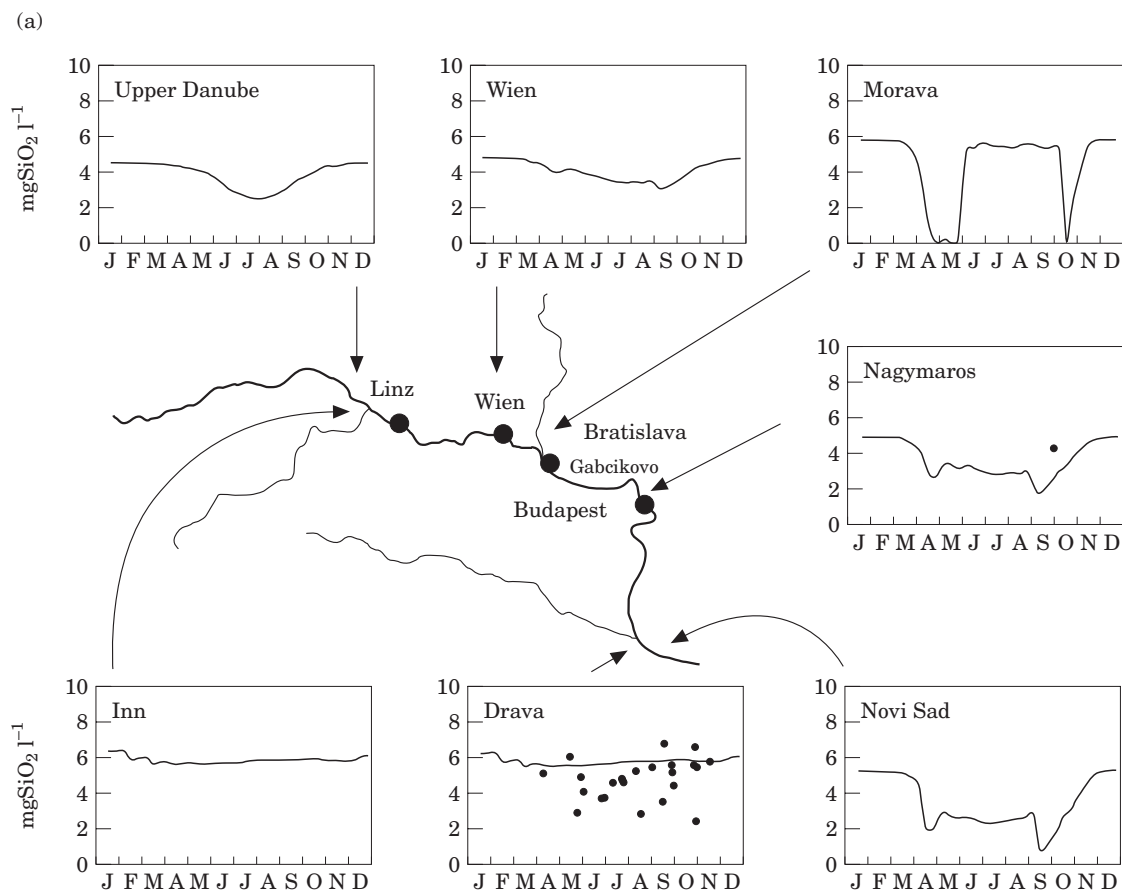 (a)
mgSiO₂ l⁻¹
10
8
6
4
2
0
Upper Danube
J F M A M J J A S O N D
10
8
6
4
2
0
Wien
J F M A M J J A S O N D
10
8
6
4
2
0
Morava
J F M A M J J A S O N D
Linz
Wien
Bratislava
Gabcikovo
Budapest
10
8
6
4
2
0
Nagymaros
J F M A M J J A S O N D
mgSiO₂ l⁻¹
10
8
6
4
2
0
Inn
J F M A M J J A S O N D
10
8
6
4
2
0
Drava
J F M A M J J A S O N D
10
8
6
4
2
0
Novi Sad
J F M A M J J A S O N D